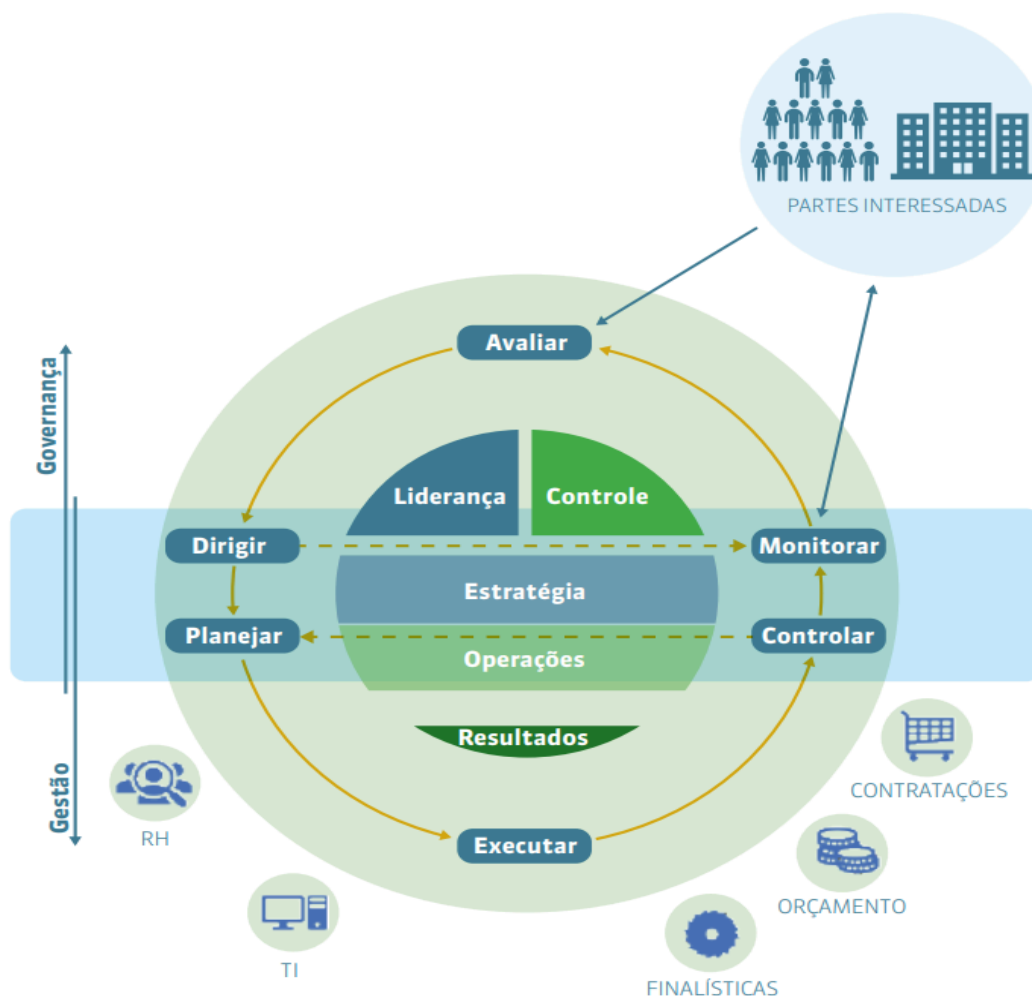 PARTES INTERESSADAS
Avaliar
Governança
Liderança
Controle
Dirigir
Monitorar
Estratégia
Planejar
Controlar
Operações
Resultados
Gestão
CONTRATAÇÕES
RH
Executar
ORÇAMENTO
TI
FINALÍSTICAS